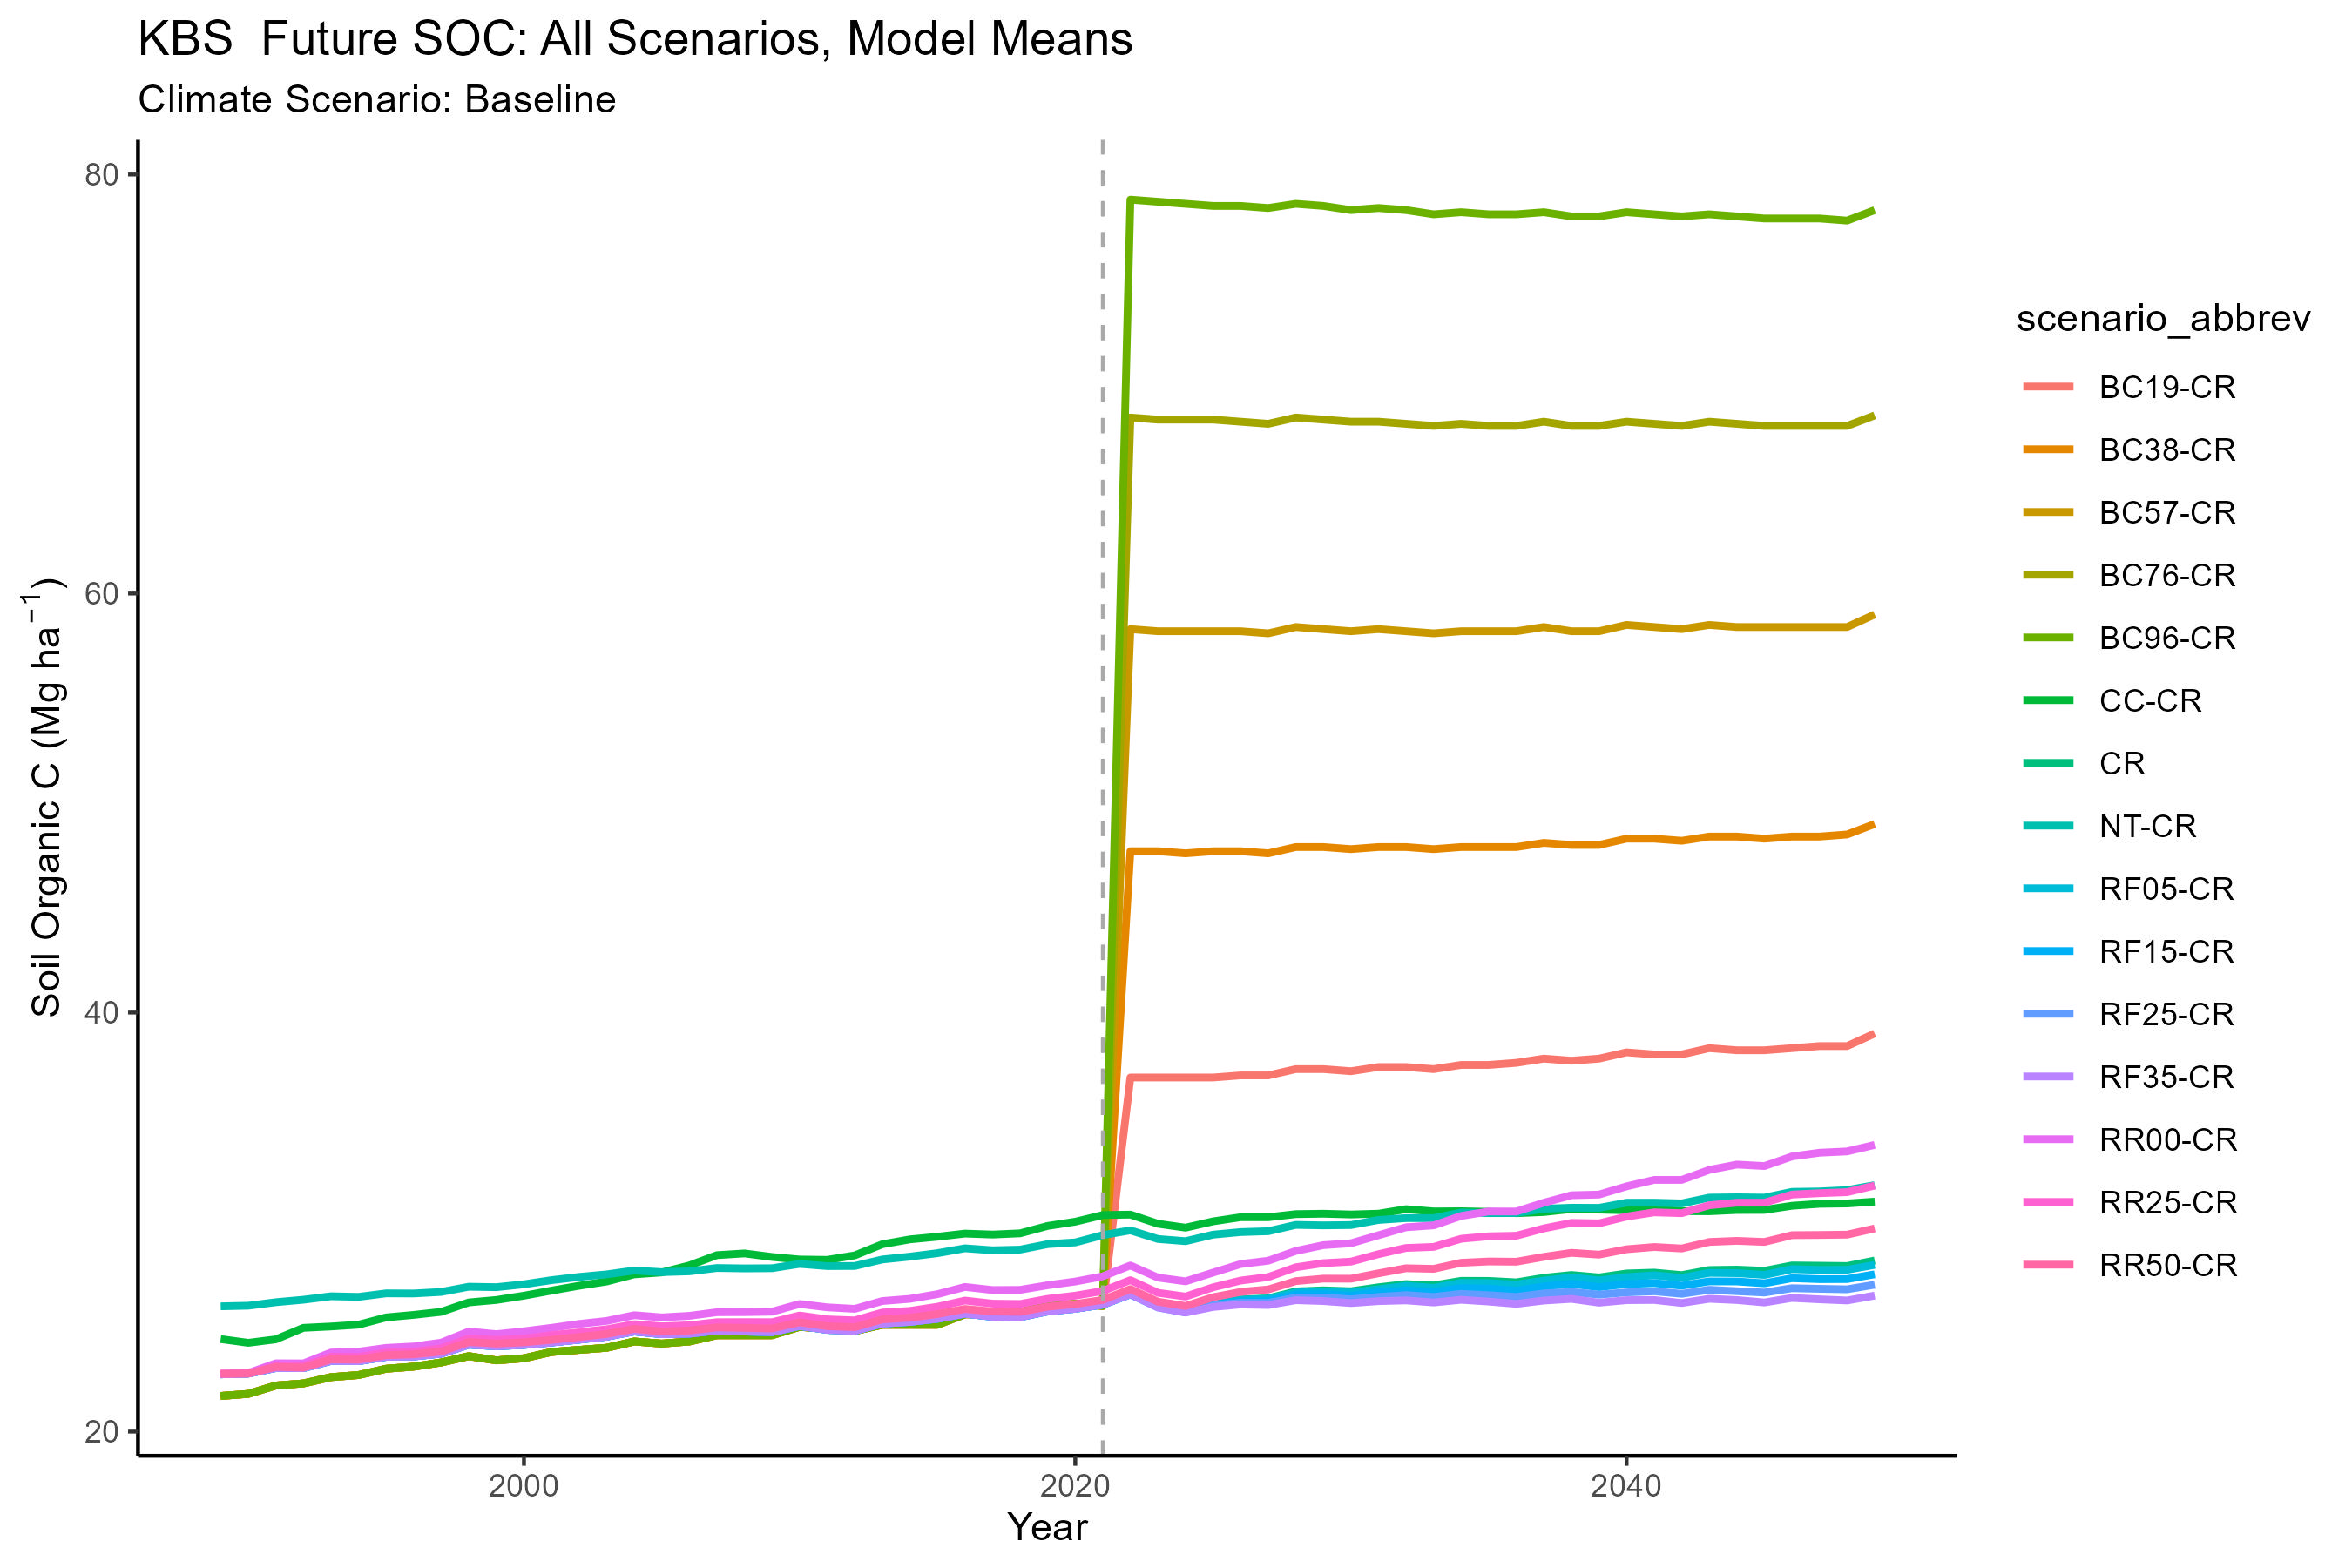 KBS  Future SOC: All Scenarios, Model Means
Climate Scenario: Baseline
80
60
40
20
Soil Organic C (Mg ha⁻¹)
2000
2020
2040
Year
scenario_abbrev
BC19-CR
BC38-CR
BC57-CR
BC76-CR
BC96-CR
CC-CR
CR
NT-CR
RF05-CR
RF15-CR
RF25-CR
RF35-CR
RR00-CR
RR25-CR
RR50-CR